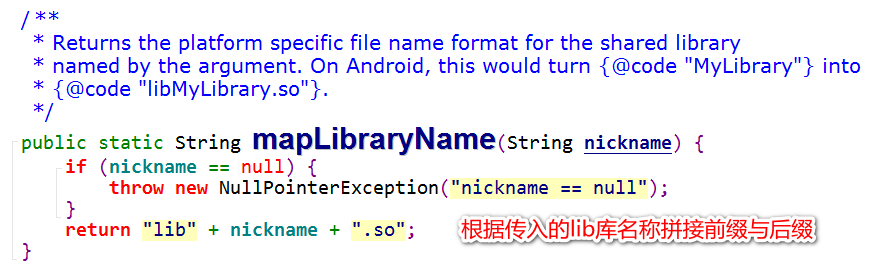 /**
* Returns the platform specific file name format for the shared library
* named by the argument. On Android, this would turn {@code "MyLibrary"} into
* {@code "libMyLibrary.so"}.
*/
public static String mapLibraryName(String nickname) {
if (nickname == null) {
throw new NullPointerException("nickname == null");
}
return "lib" + nickname + ".so"; 根据传入的lib库名称拼接前缀与后缀
}